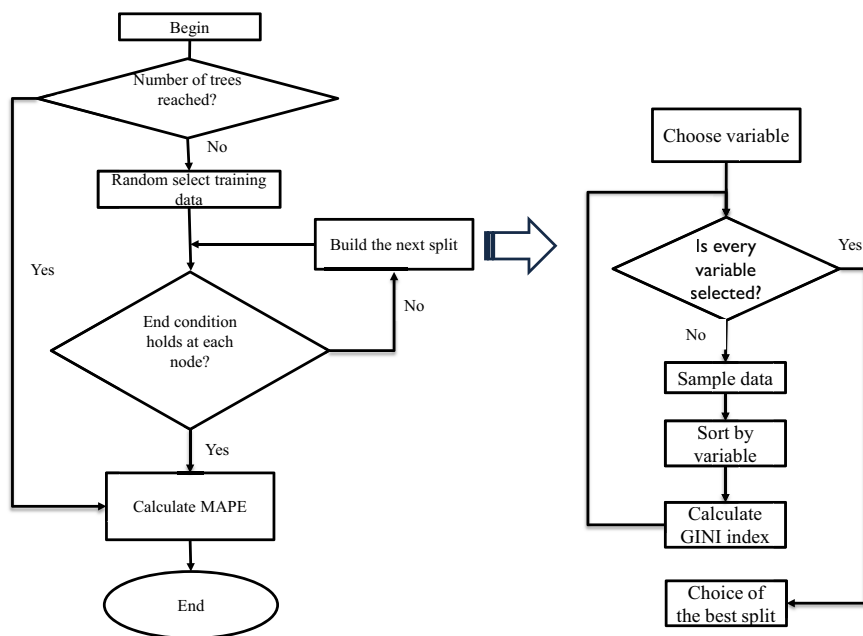 Begin
Number of trees
reached?
No
Random select training
data
Build the next split
Yes
End condition
holds at each
node?
No
Yes
Calculate MAPE
End
Choose variable
Is every
variable
selected?
Yes
No
Sample data
Sort by
variable
Calculate
GINI index
Choice of
the best split